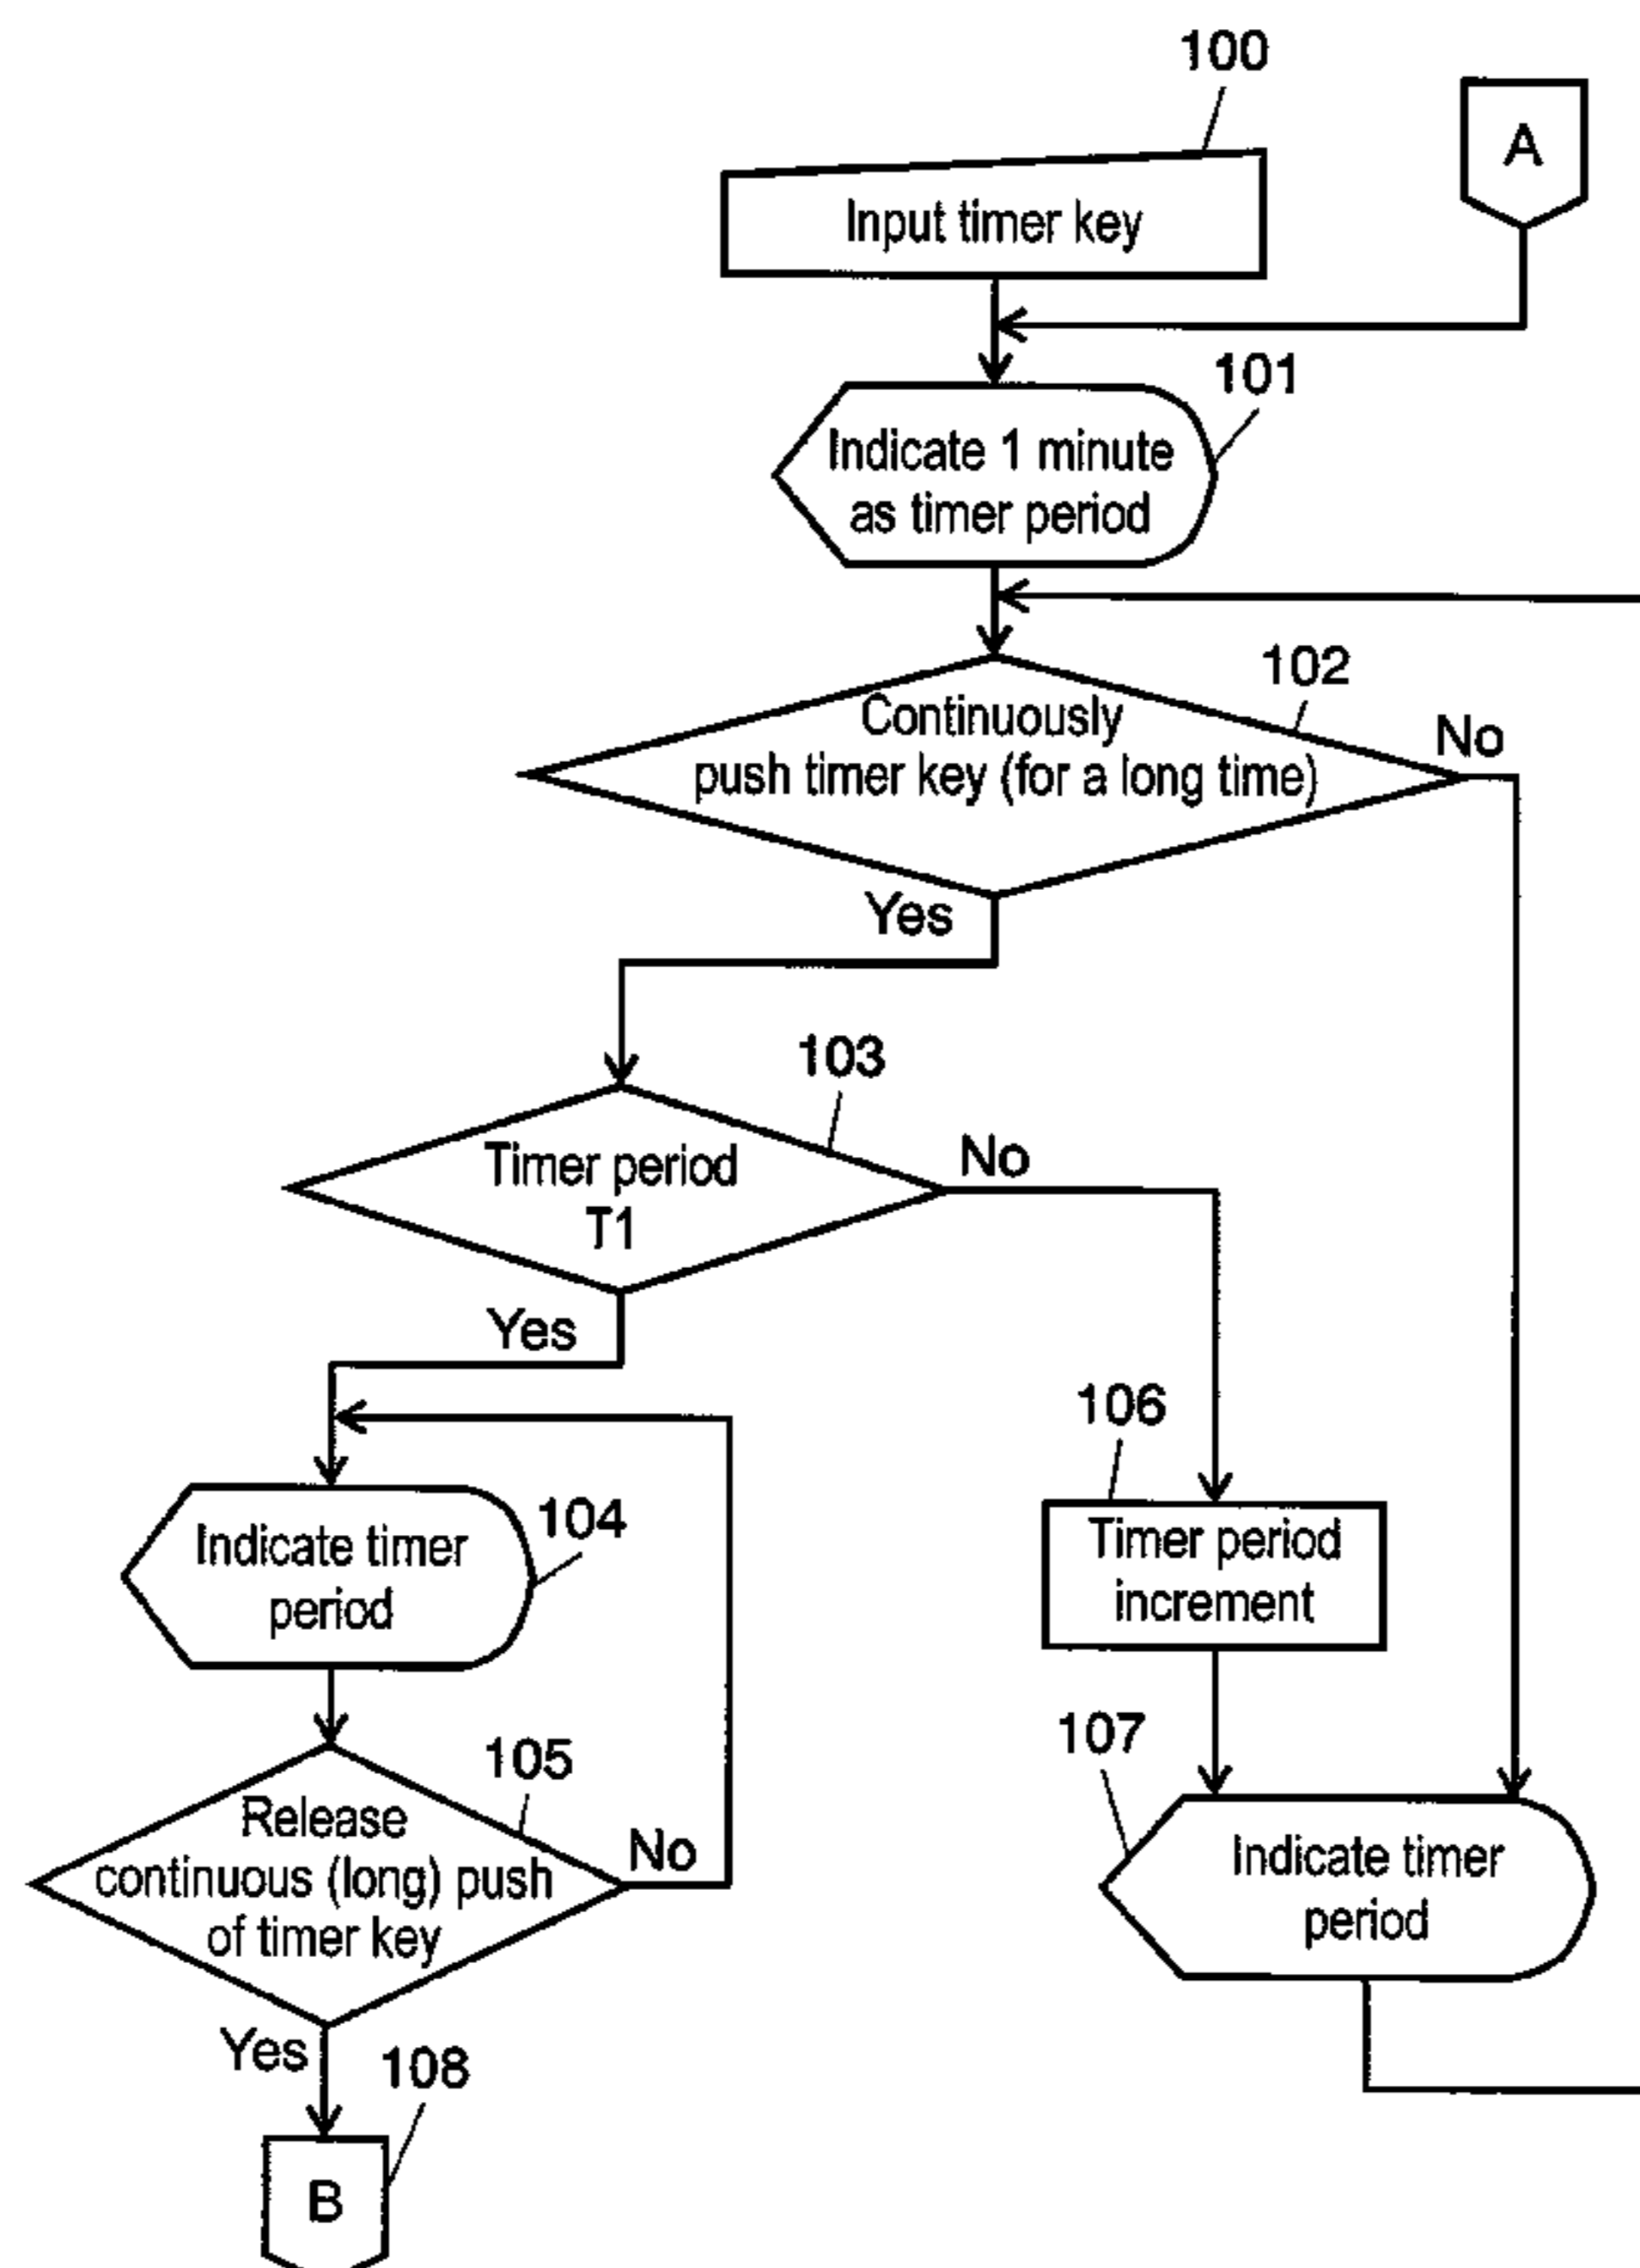 100
A
Input timer key
101
Indicate 1 minute
as timer period
102
Continuously
push timer key (for a long time)
No
Yes
103
Timer period
T1
No
Yes
106
Timer period
increment
104
Indicate timer
period
107
Indicate timer
period
105
Release
continuous (long) push
of timer key
No
Yes
108
B